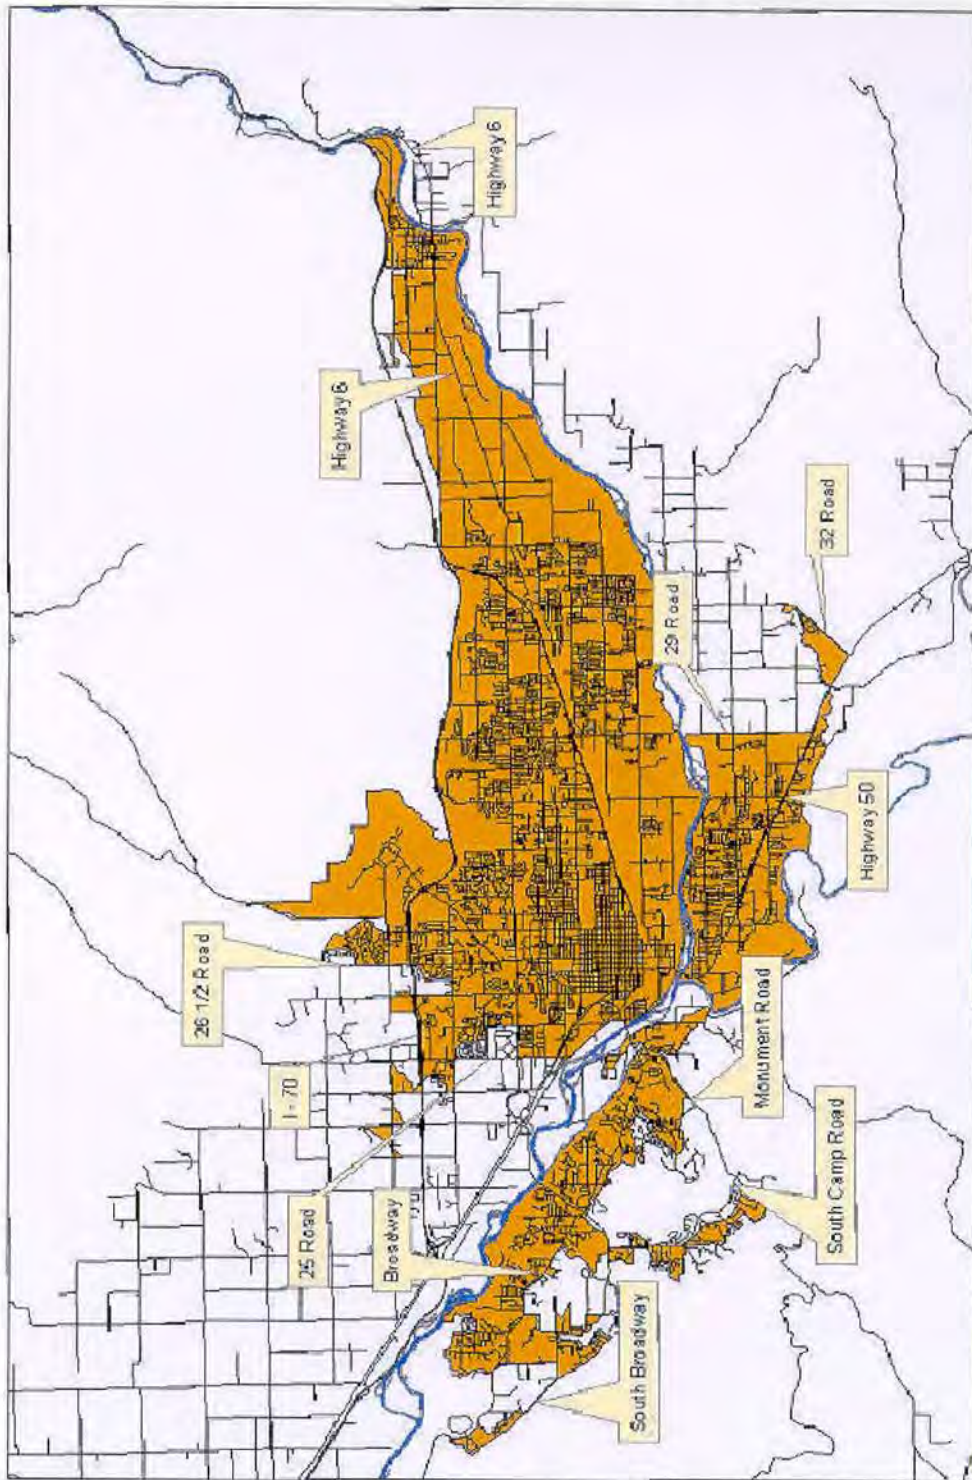 Highway 6
Highway 6
26 1/2 Road
I - 70
25 Road
Broadway
South Broadway
South Camp Road
Monument Road
Highway 50
29 Road
32 Road